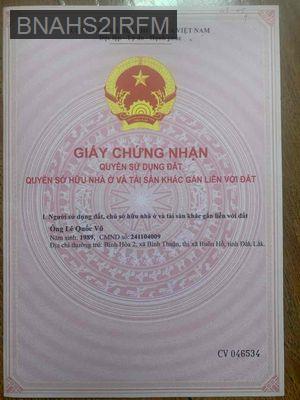 BNAHS2IRFM
VIỆT NAM
GIẤY CHỨNG NHẬN
QUYỀN SỬ DỤNG ĐẤT,
QUYỀN SỞ HỮU NHÀ Ở VÀ TÀI SẢN KHÁC GẮN LIỀN VỚI ĐẤT
I. Người sử dụng đất, chủ sở hữu nhà ở và tài sản khác gắn liền với đất
Ông Lê Quốc Vũ
Năm sinh: 1989, CMND số: 241104009
Địa chỉ thường trú: Bình Hòa 2, xã Bình Thuận, thị xã Buôn Hồ, tỉnh Đắk Lắk.
CV 046534